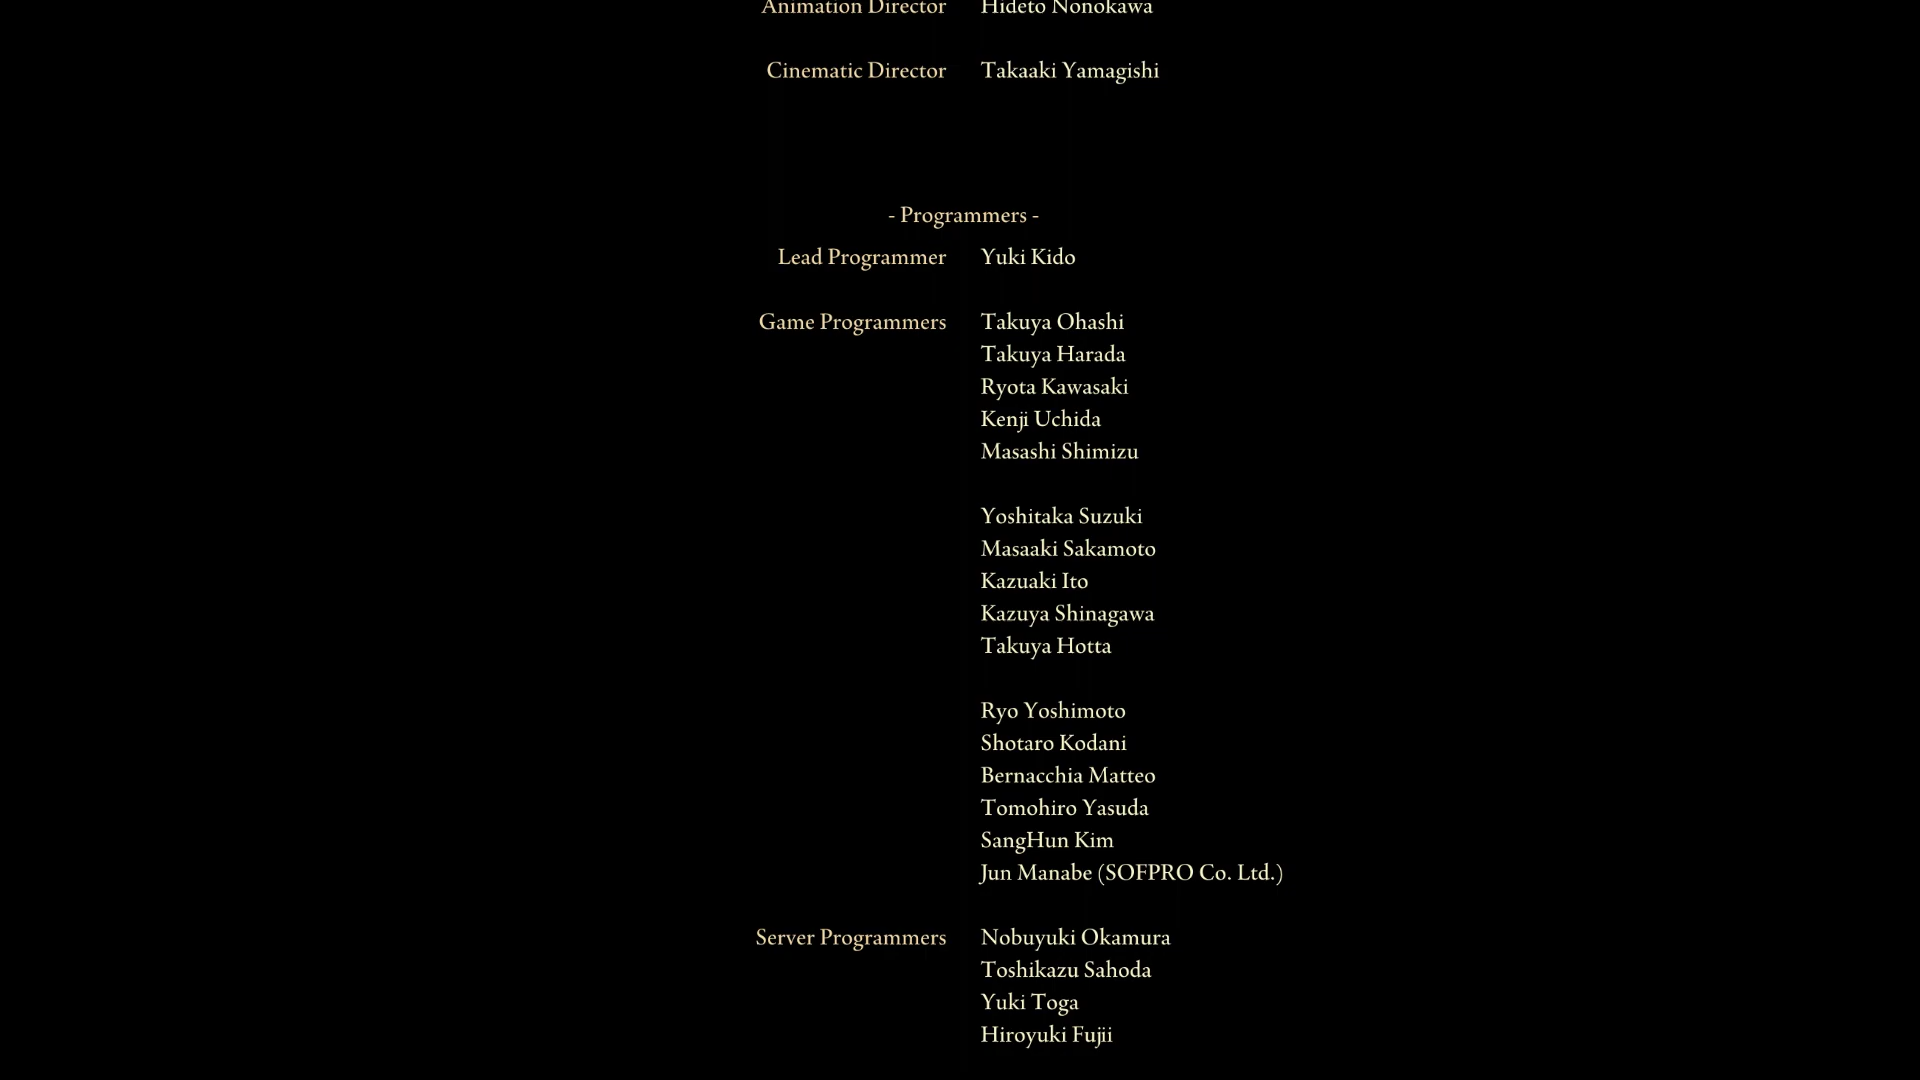 Animation Director Hideto Nonokawa
Cinematic Director Takaaki Yamagishi
- Programmers -
Lead Programmer Yuki Kido
Game Programmers Takuya Ohashi
Takuya Harada
Ryota Kawasaki
Kenji Uchida
Masashi Shimizu
Yoshitaka Suzuki
Masaaki Sakamoto
Kazuaki Ito
Kazuya Shinagawa
Takuya Hotta
Ryo Yoshimoto
Shotaro Kodani
Bernacchia Matteo
Tomohiro Yasuda
SangHun Kim
Jun Manabe (SOFPRO Co. Ltd.)
Server Programmers Nobuyuki Okamura
Toshikazu Sahoda
Yuki Toga
Hiroyuki Fujii